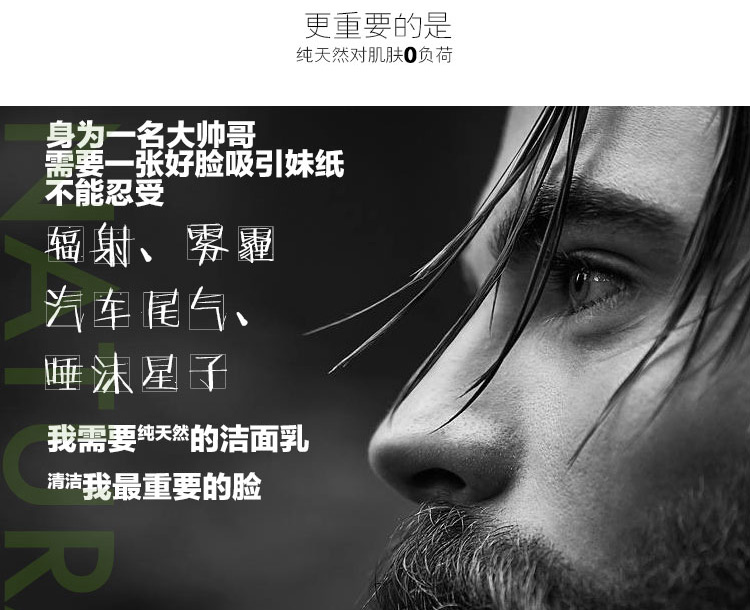 更重要的是
纯天然对肌肤0负荷
身为一名大帅哥
需要一张好脸吸引妹纸
不能忍受
辐射、雾霾
汽车尾气、
唾沫星子
我需要纯天然的洁面乳
清洁我最重要的脸
NATUR